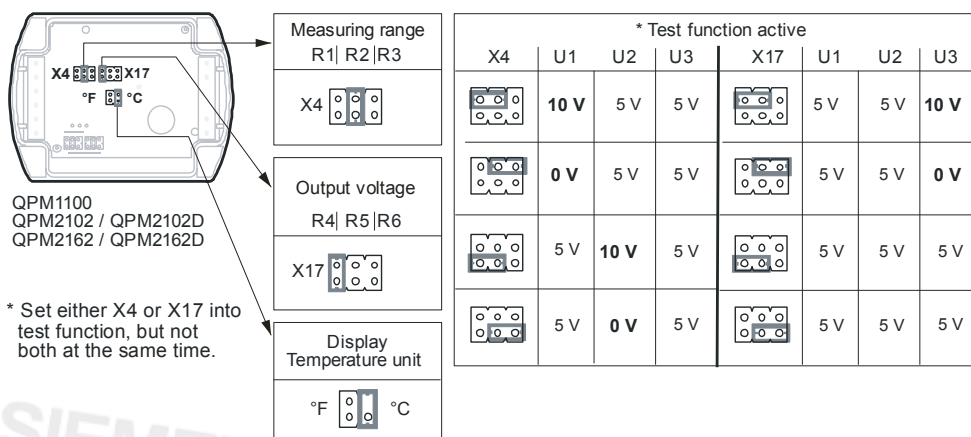 X4 X17
°F °C
QPM1100
QPM2102 / QPM2102D
QPM2162 / QPM2162D
* Set either X4 or X17 into
test function, but not
both at the same time.
Measuring range
R1| R2 |R3
X4
Output voltage
R4| R5 |R6
X17
Display
Temperature unit
°F °C
* Test function active
X4 U1 U2 U3 X17 U1 U2 U3
10 V 5 V 5 V 5 V 5 V 10 V
0 V 5 V 5 V 5 V 5 V 0 V
5 V 10 V 5 V 5 V 5 V 5 V
5 V 0 V 5 V 5 V 5 V 5 V
SIEMENS